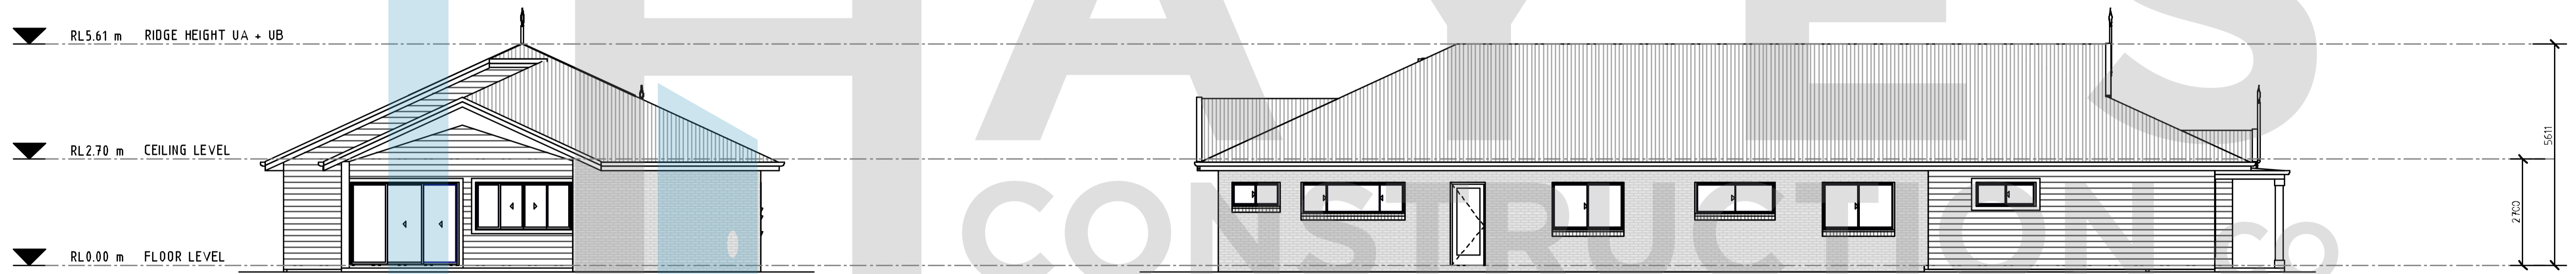 RL5.61 m RIDGE HEIGHT UA + UB
RL2.70 m CEILING LEVEL
RL0.00 m FLOOR LEVEL
5611
2700
HAYES
CONSTRUCTION CO